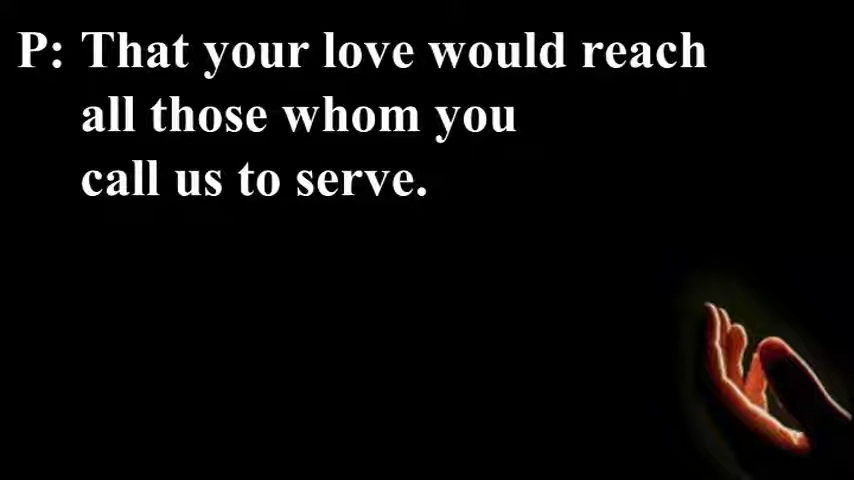 P: That your love would reach
all those whom you
call us to serve.